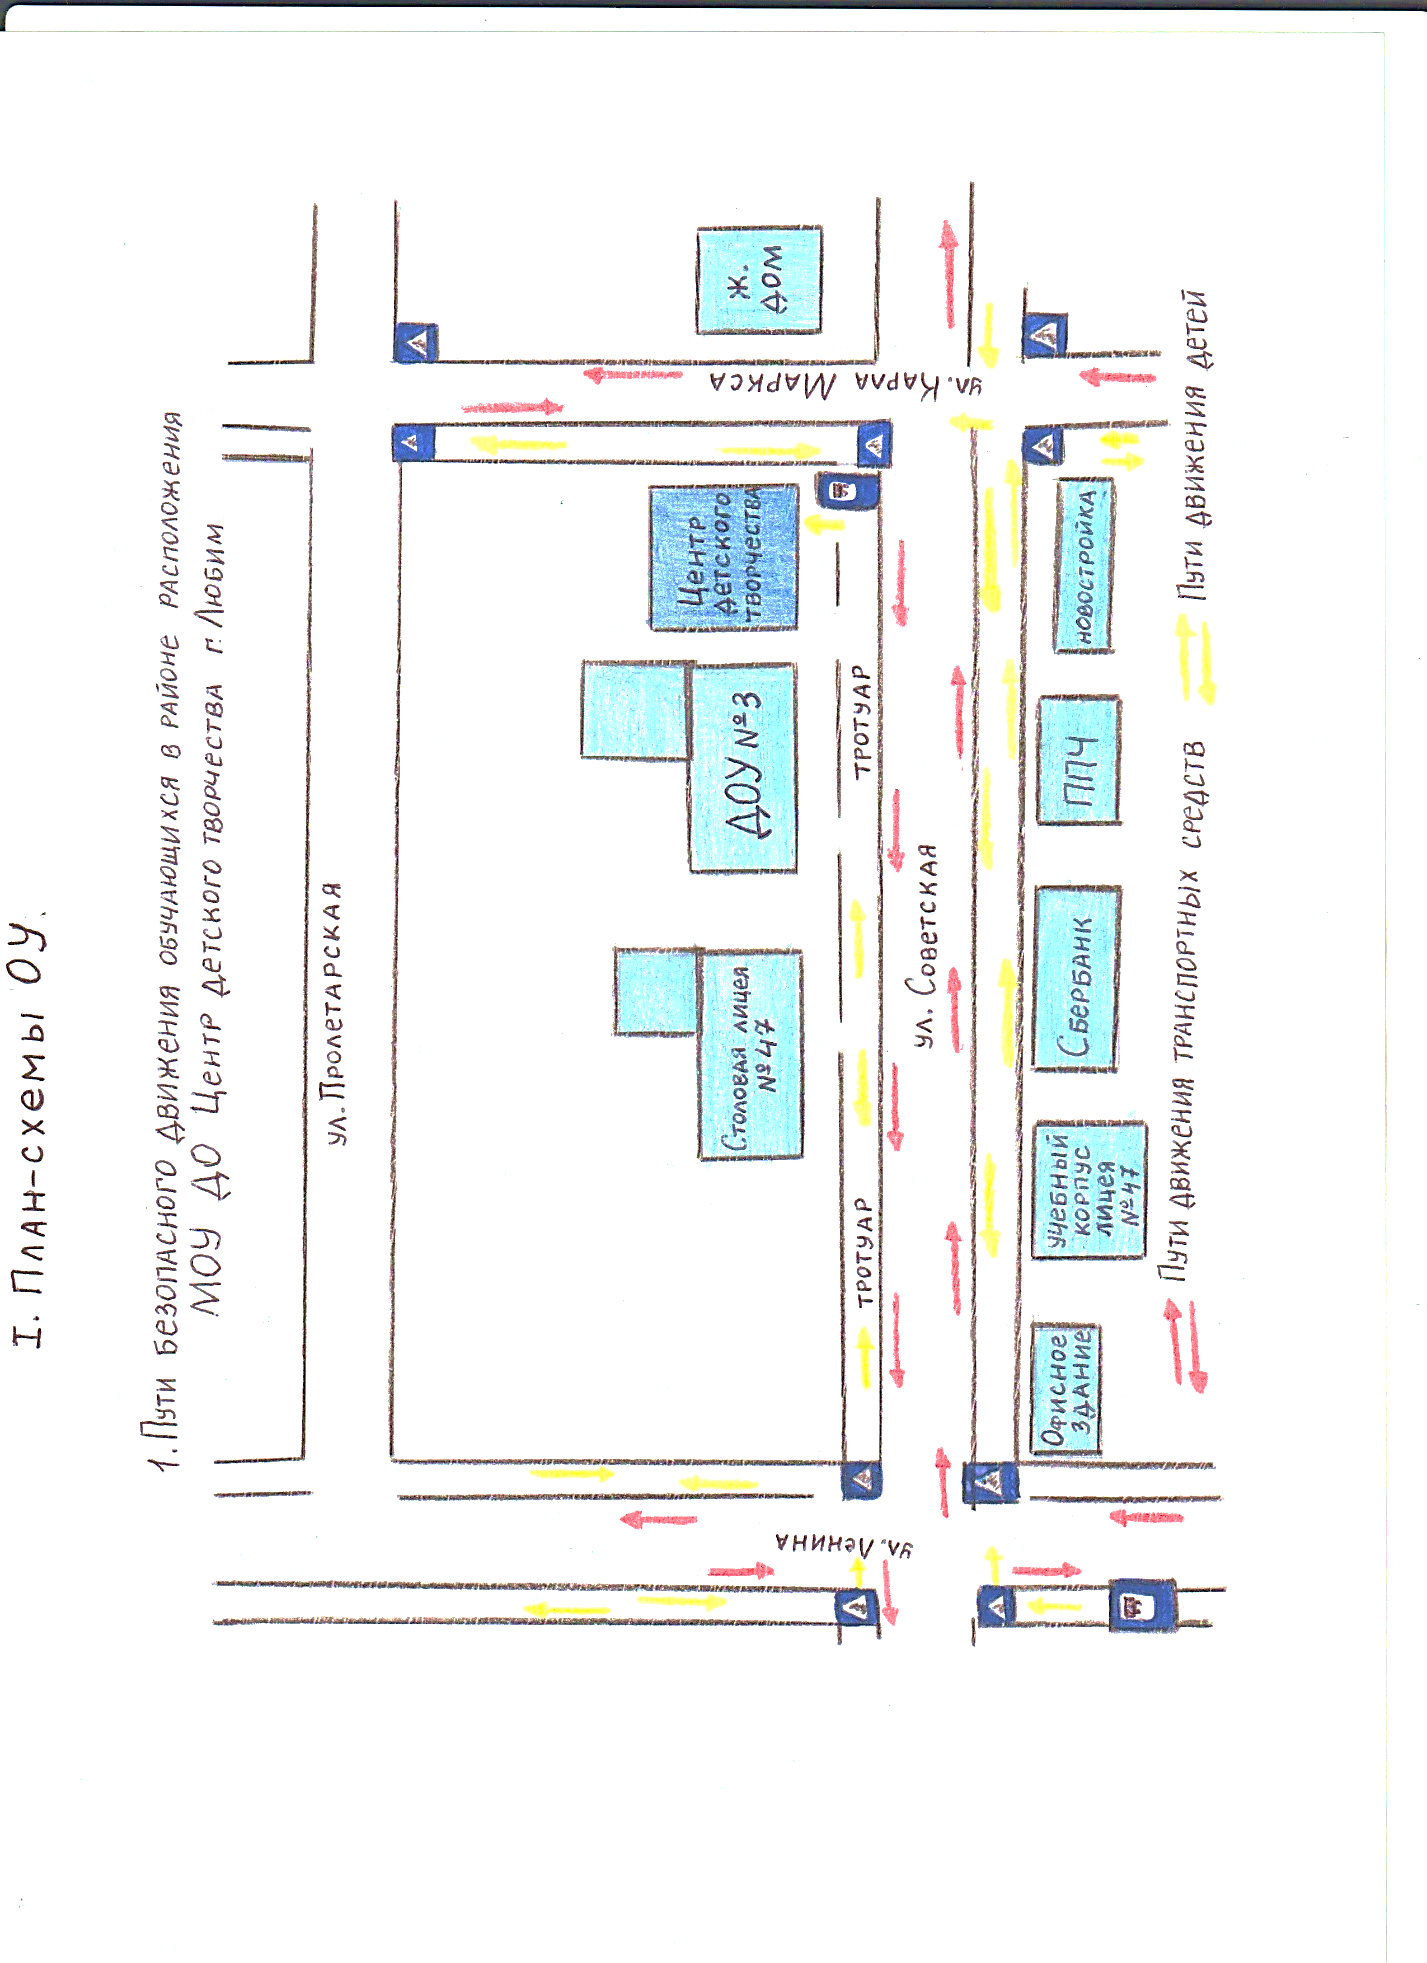 I. План-схемы ОУ.
1. Пути безопасного движения обучающихся в районе расположения
МОУ ДО Центр детского творчества г. Любим
ул. Пролетарская
Столовая лицея
№47
ДОУ №3
Центр
детского
творчества
ж.
дом
ул. Карла Маркса
тротуар
тротуар
ул. Ленина
ул. Советская
Офисное
здание
учебный
корпус
лицея
№47
Сбербанк
ППЧ
новостройка
Пути движения транспортных средств
Пути движения детей